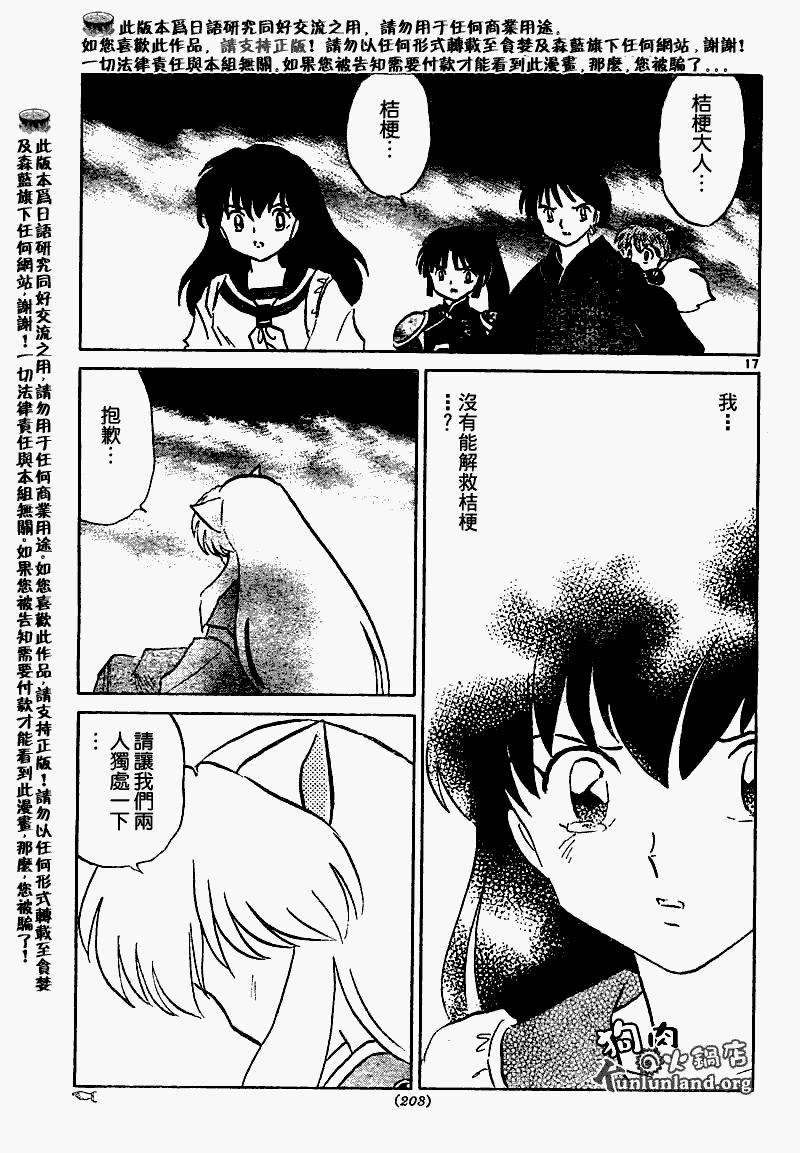 此版本爲日語研究同好交流之用, 請勿用于任何商業用途。
如您喜歡此作品, 請支持正版! 請勿以任何形式轉載至貪婪及森藍旗下任何網站, 謝謝!
一切法律責任與本組無關。如果您被告知需要付款才能看到此漫畫, 那麼, 您被騙了...
此版本爲日語研究同好交流之用, 請勿用于任何商業用途。如您喜歡此作品, 請支持正版! 請勿以任何形式轉載至貪婪
及森藍旗下任何網站, 謝謝! 一切法律責任與本組無關。如果您被告知需要付款才能看到此漫畫, 那麼, 您被騙了!
桔梗大人…
桔梗…
17
我…
沒有能解救桔梗
…?
抱歉…
請讓我們兩
人獨處一下
…
狗肉火鍋店
Kunlunland.org
(203)